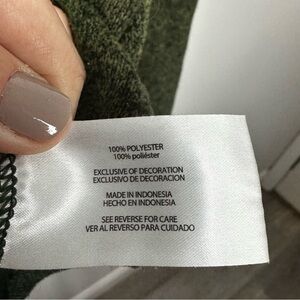 100% POLYESTER
100% poliéster
EXCLUSIVE OF DECORATION
EXCLUSIVO DE DECORACION
MADE IN INDONESIA
HECHO EN INDONESIA
SEE REVERSE FOR CARE
VER AL REVERSO PARA CUIDADO